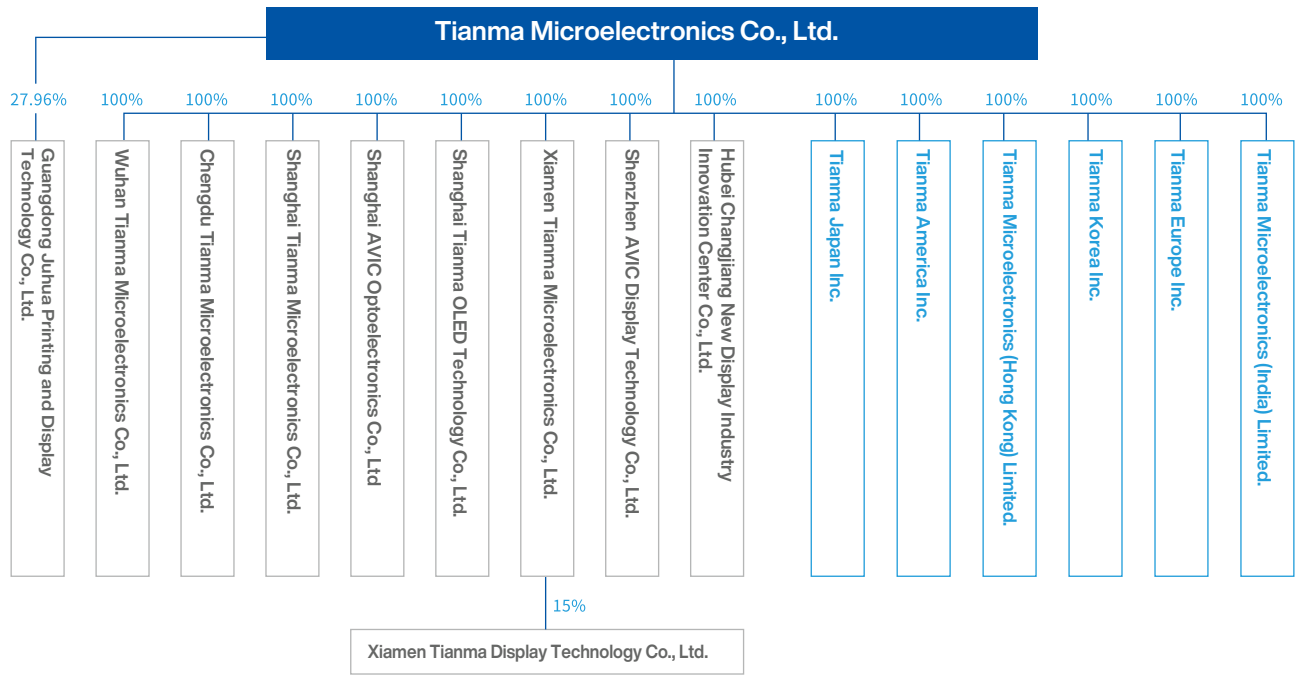 Tianma Microelectronics Co., Ltd.
27.96%
100%
100%
100%
100%
100%
100%
100%
100%
100%
100%
100%
100%
100%
100%
Guangdong Juhua Printing and Display
Technology Co., Ltd.
Wuhan Tianma Microelectronics Co., Ltd.
Chengdu Tianma Microelectronics Co., Ltd.
Shanghai Tianma Microelectronics Co., Ltd.
Shanghai AVIC Optoelectronics Co., Ltd
Shanghai Tianma OLED Technology Co., Ltd.
Xiamen Tianma Microelectronics Co., Ltd.
Shenzhen AVIC Display Technology Co., Ltd.
Hubei Changjiang New Display Industry
Innovation Center Co., Ltd.
Tianma Japan Inc.
Tianma America Inc.
Tianma Microelectronics (Hong Kong) Limited.
Tianma Korea Inc.
Tianma Europe Inc.
Tianma Microelectronics (India) Limited.
15%
Xiamen Tianma Display Technology Co., Ltd.